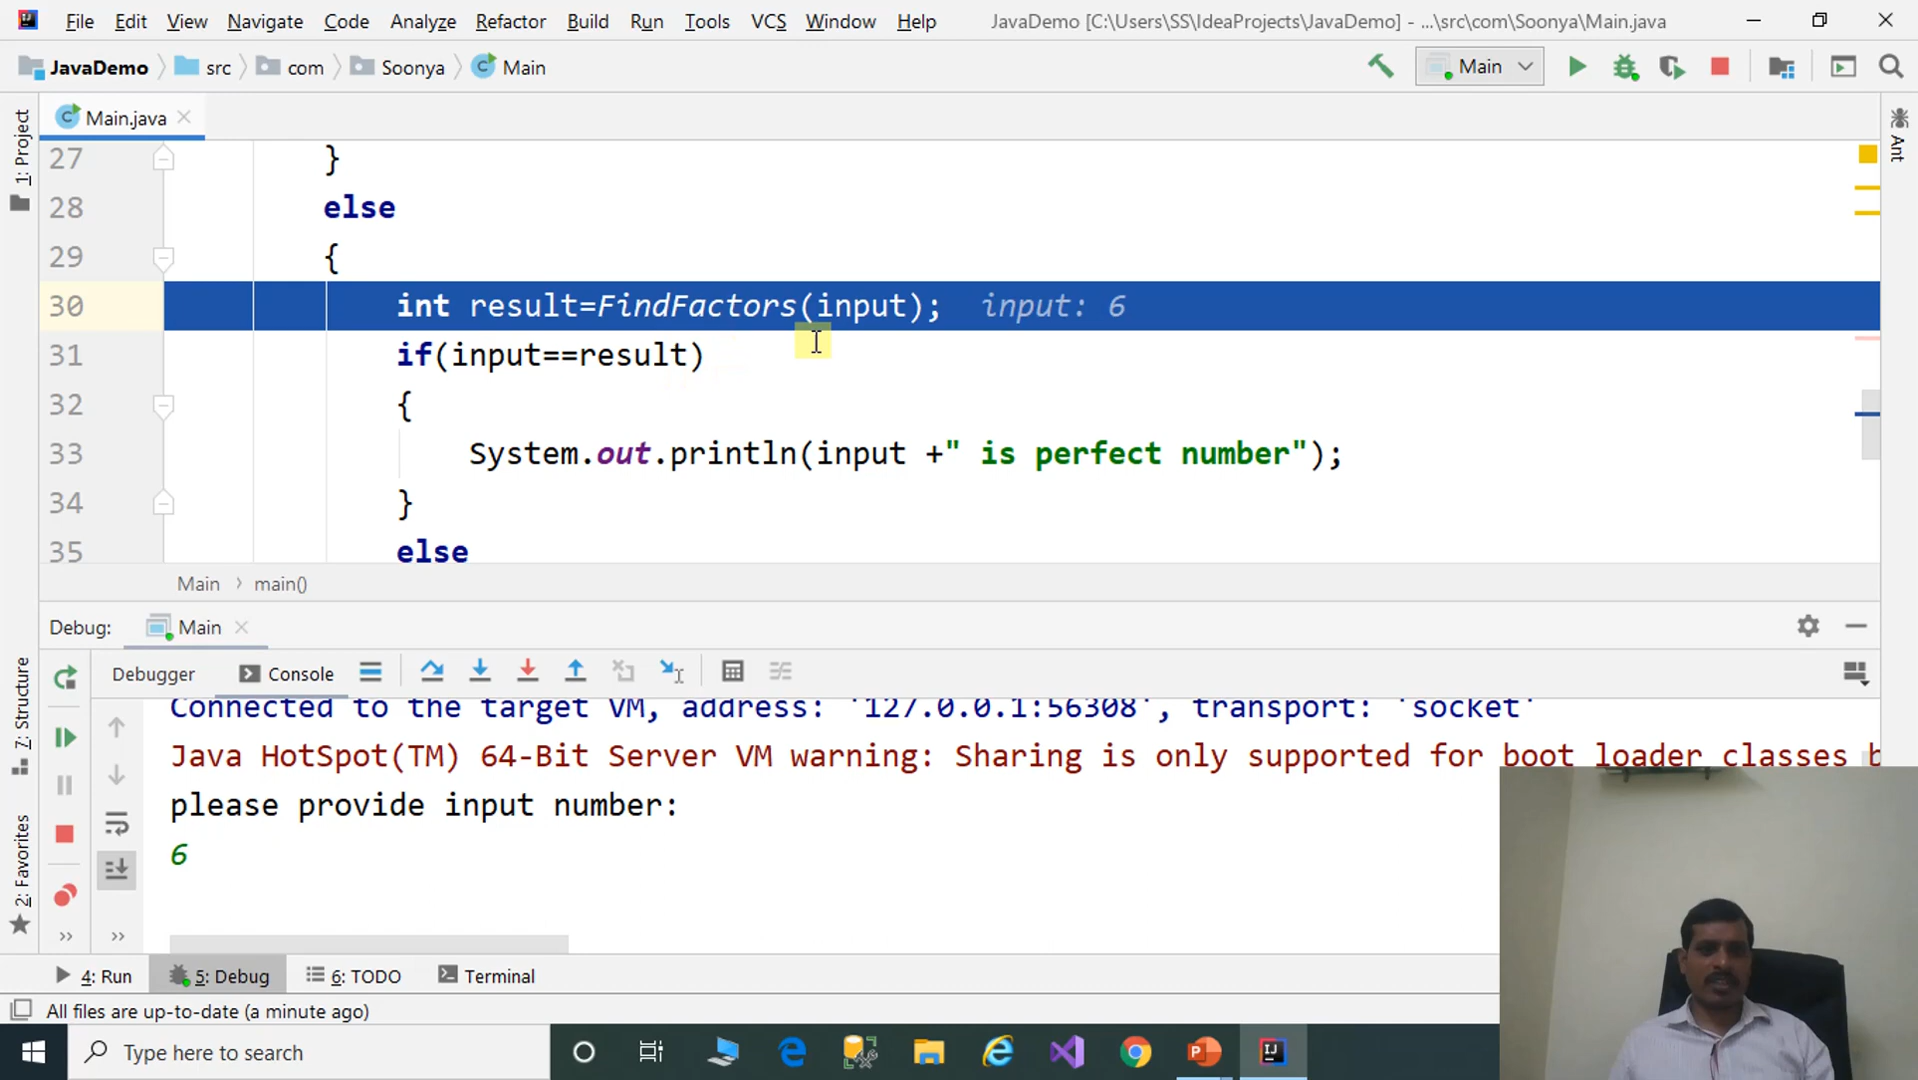 File Edit View Navigate Code Analyze Refactor Build Run Tools VCS Window Help JavaDemo [C:\Users\SS\IdeaProjects\JavaDemo] - ...\src\com\Soonya\Main.java
JavaDemo src com Soonya Main Main
Main.java
1: Project
Ant
27 }
28 else
29 {
30 int result=FindFactors(input); input: 6
31 if(input==result)
32 {
33 System.out.println(input +" is perfect number");
34 }
35 else
Main > main()
Debug: Main
Debugger Console
7: Structure
2: Favorites
Connected to the target VM, address: '127.0.0.1:56308', transport: 'socket'
Java HotSpot(TM) 64-Bit Server VM warning: Sharing is only supported for boot loader classes b
please provide input number:
6
4: Run 5: Debug 6: TODO Terminal
All files are up-to-date (a minute ago)
Type here to search